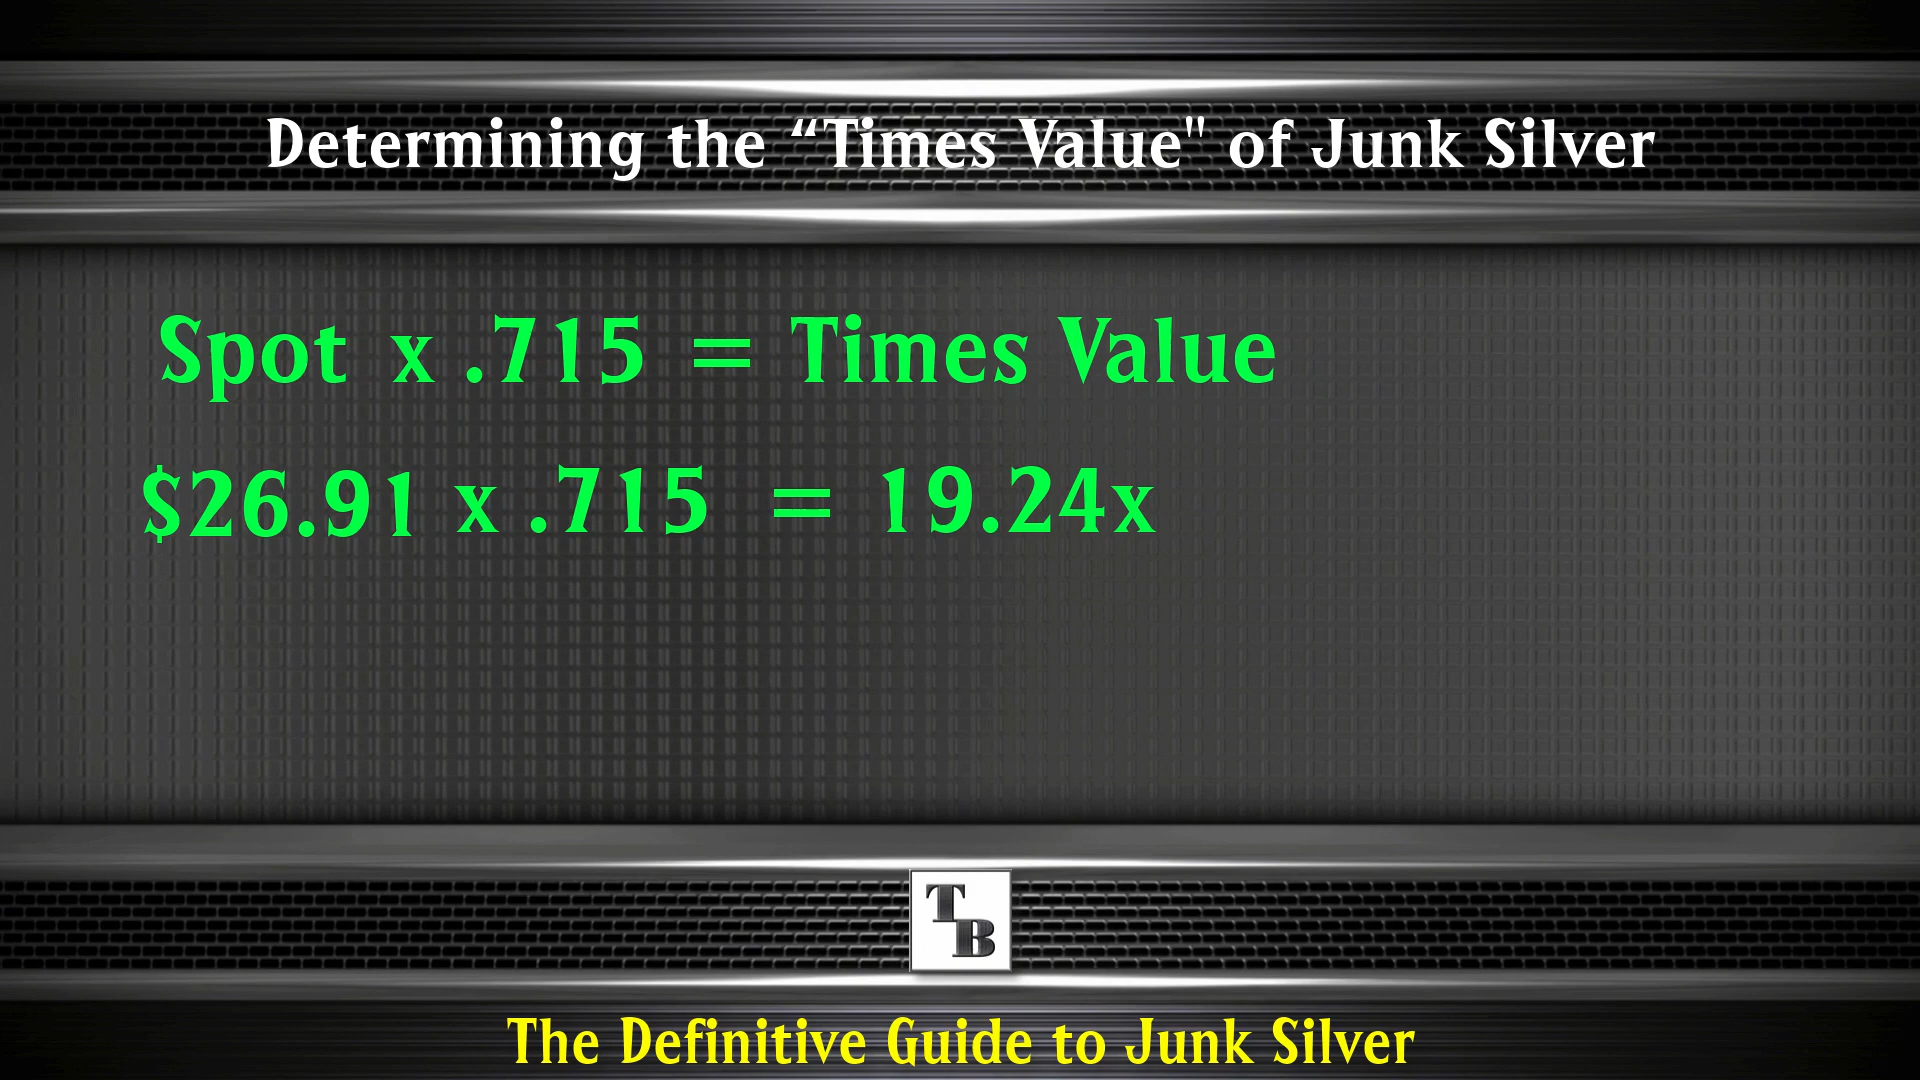 Determining the “Times Value" of Junk Silver
Spot x .715 = Times Value
$26.91 x .715 = 19.24x
T
B
The Definitive Guide to Junk Silver